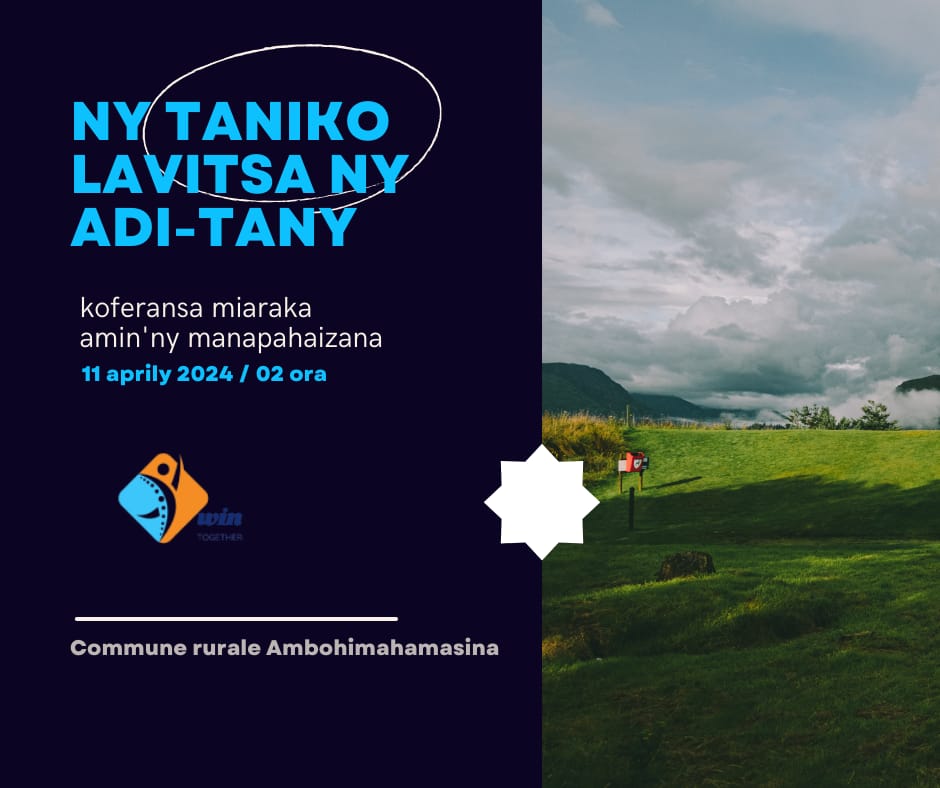 NY TANIKO
LAVITSA NY
ADI-TANY
koferansa miaraka
amin'ny manapahaizana
11 aprily 2024 / 02 ora
win
TOGETHER
Commune rurale Ambohimahamasina